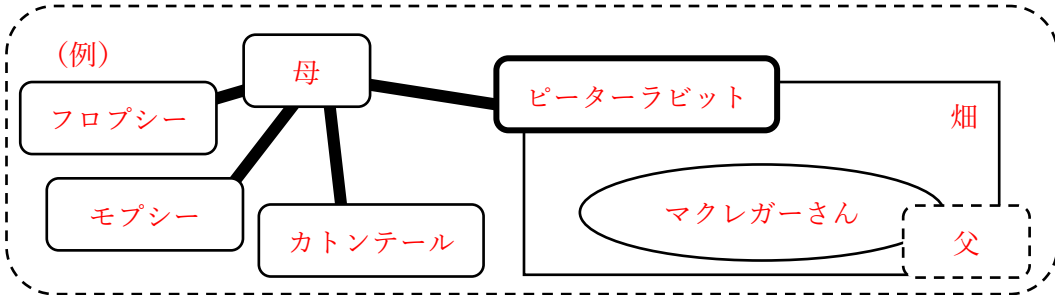 (例)
母
フロプシー
モプシー
カトンテール
ピーターラビット
畑
マクレガーさん
父